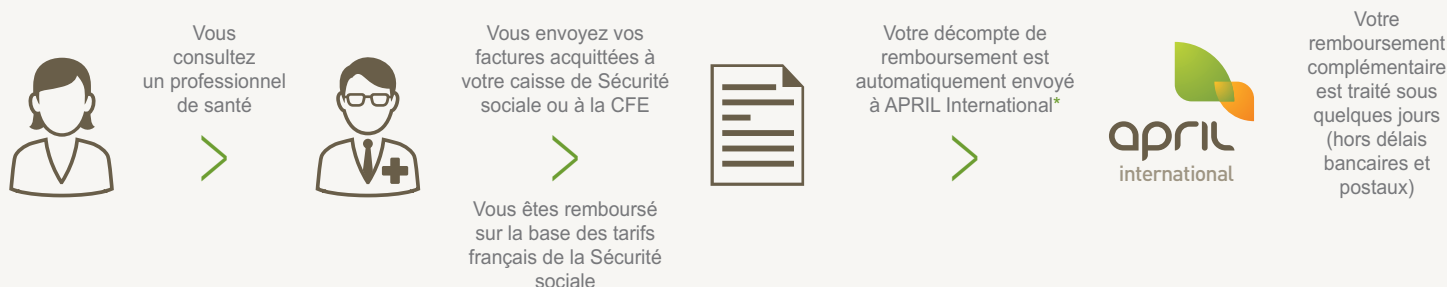 Vous
consultez
un professionnel
de santé
Vous envoyez vos
factures acquittées à
votre caisse de Sécurité
sociale ou à la CFE
Vous êtes remboursé
sur la base des tarifs
français de la Sécurité
sociale
Votre décompte de
remboursement est
automatiquement envoyé
à APRIL International*
april
international
Votre
remboursement
complémentaire
est traité sous
quelques jours
(hors délais
bancaires et
postaux)